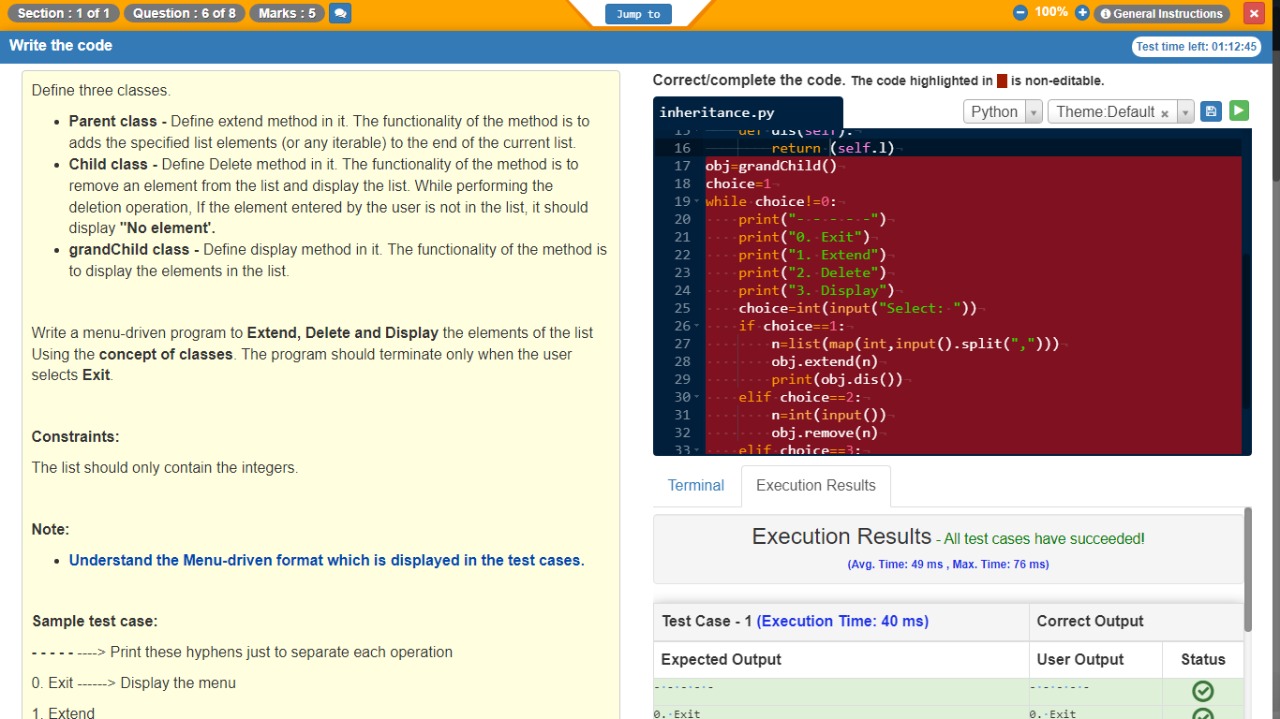 Section : 1 of 1 Question : 6 of 8 Marks : 5 Jump to 100% General Instructions
Write the code Test time left: 01:12:45
Define three classes.
Parent class - Define extend method in it. The functionality of the method is to
adds the specified list elements (or any iterable) to the end of the current list.
Child class - Define Delete method in it. The functionality of the method is to
remove an element from the list and display the list. While performing the
deletion operation, If the element entered by the user is not in the list, it should
display "No element'.
grandChild class - Define display method in it. The functionality of the method is
to display the elements in the list.
Write a menu-driven program to Extend, Delete and Display the elements of the list
Using the concept of classes. The program should terminate only when the user
selects Exit.
Constraints:
The list should only contain the integers.
Note:
Understand the Menu-driven format which is displayed in the test cases.
Sample test case:
- - - - - ----> Print these hyphens just to separate each operation
0. Exit ------> Display the menu
1. Extend
Correct/complete the code. The code highlighted in is non-editable.
inheritance.py Python Theme:Default
15 def dis(self):
16 return (self.l)
17 obj=grandChild()
18 choice=1
19 while choice!=0:
20 print("- - - - -")
21 print("0. Exit")
22 print("1. Extend")
23 print("2. Delete")
24 print("3. Display")
25 choice=int(input("Select: "))
26 if choice==1:
27 n=list(map(int,input().split(",")))
28 obj.extend(n)
29 print(obj.dis())
30 elif choice==2:
31 n=int(input())
32 obj.remove(n)
33 elif choice==3:
Terminal Execution Results
Execution Results - All test cases have succeeded!
(Avg. Time: 49 ms , Max. Time: 76 ms)
Test Case - 1 (Execution Time: 40 ms) Correct Output
Expected Output User Output Status
- - - - - - - - - -
0. Exit 0. Exit